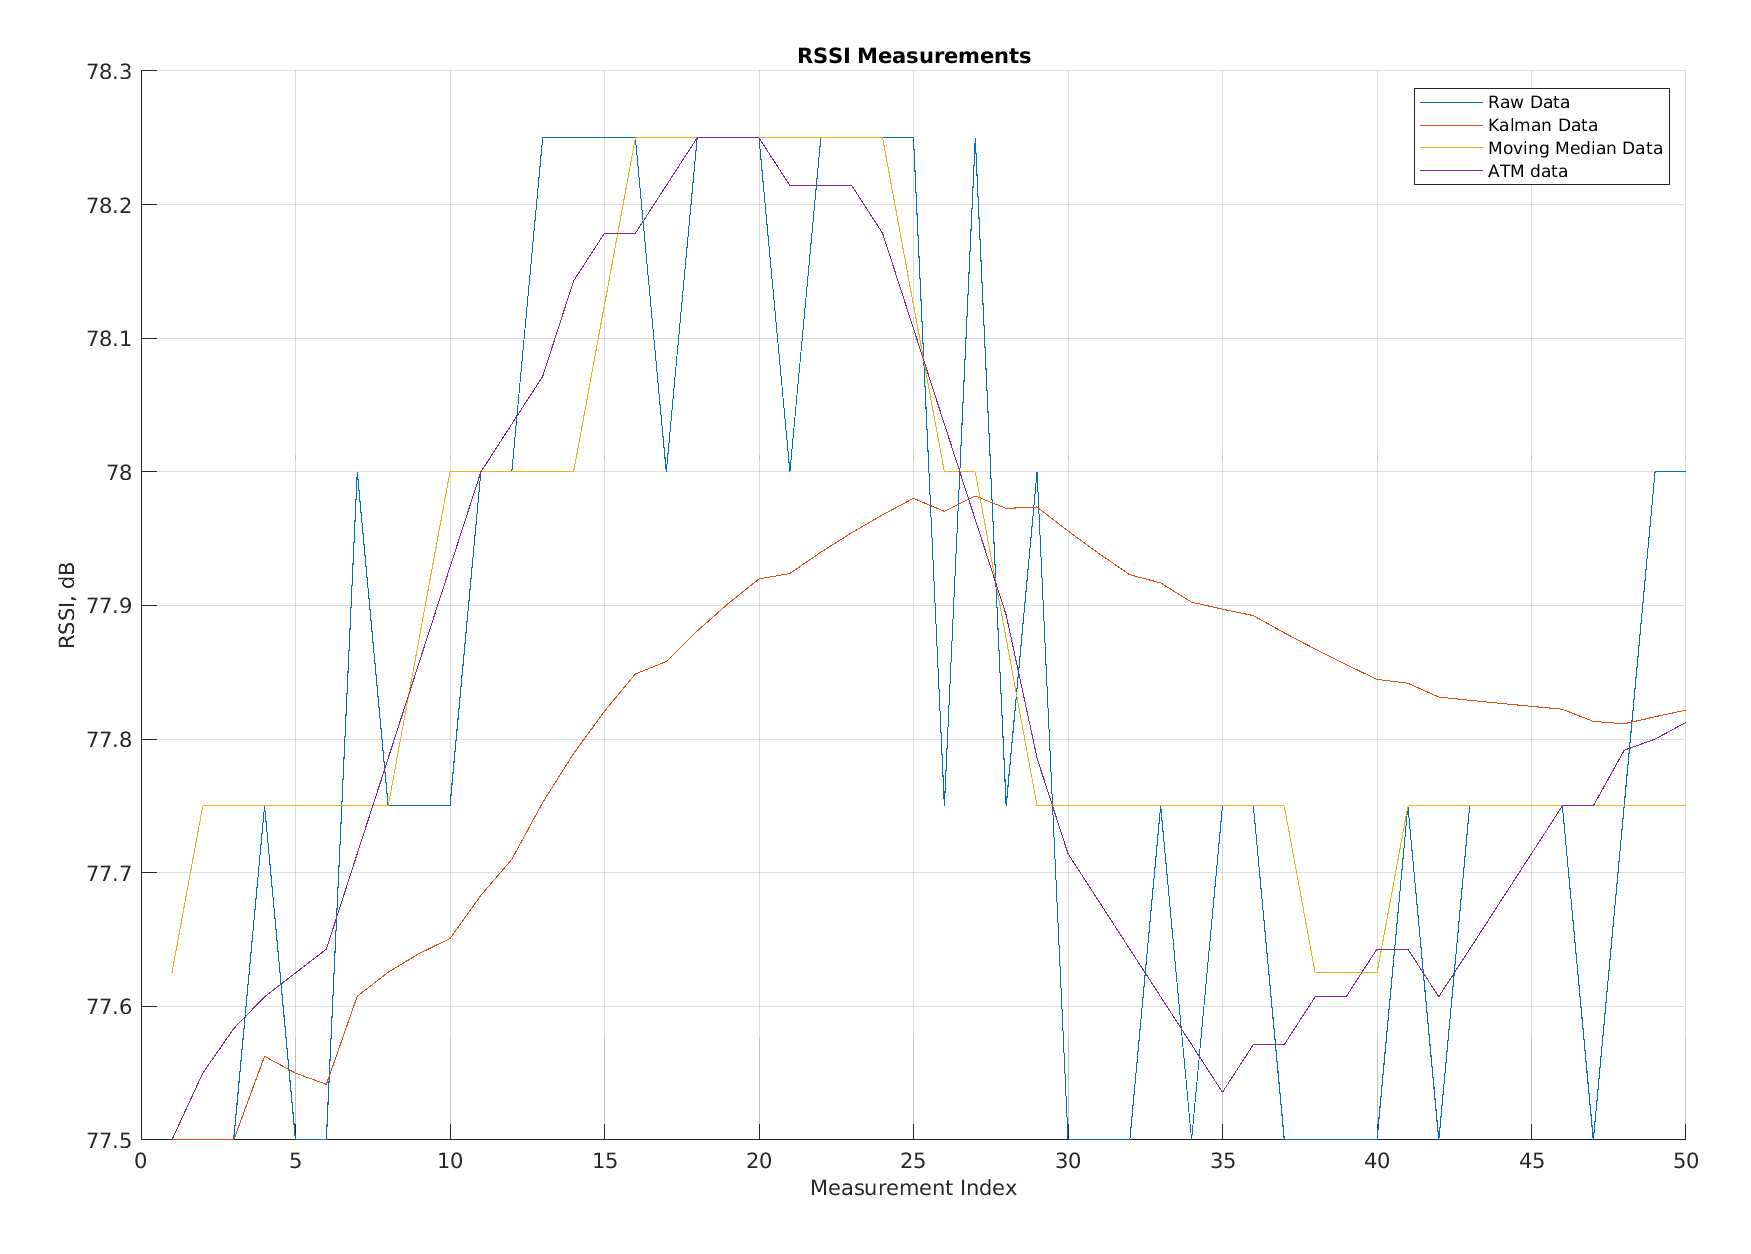 RSSI Measurements
78.3
78.2
78.1
78
77.9
77.8
77.7
77.6
77.5
RSSI, dB
Raw Data
Kalman Data
Moving Median Data
ATM data
0 5 10 15 20 25 30 35 40 45 50
Measurement Index